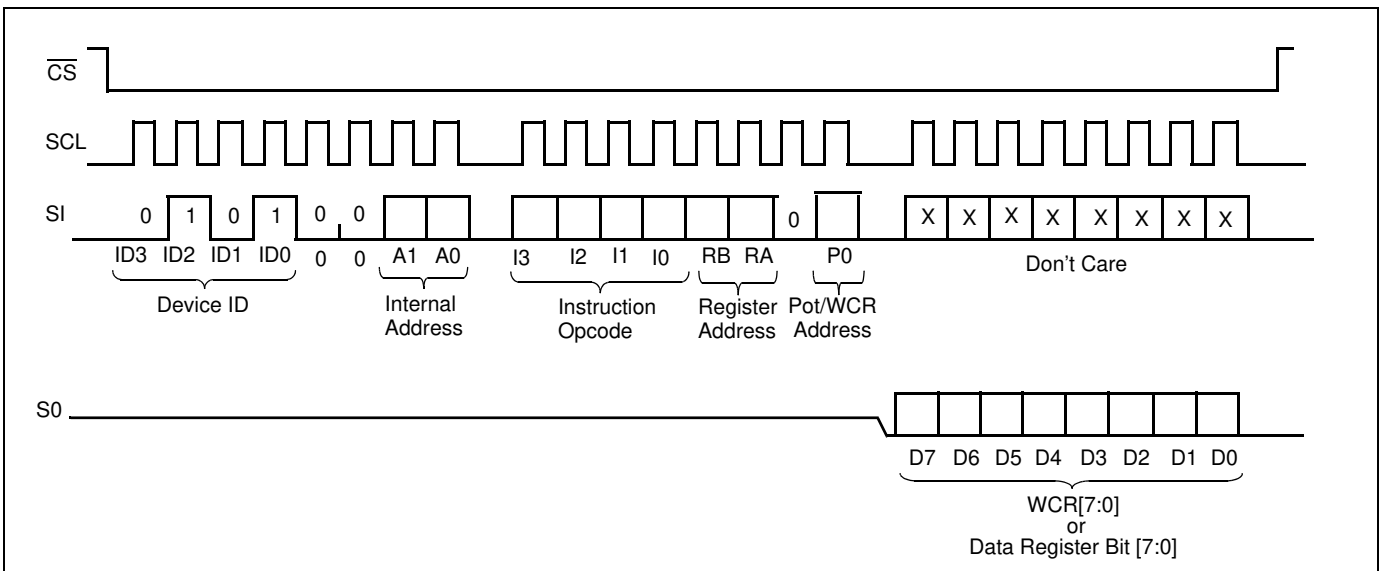 CS
SCL
SI 0 1 0 1 0 0 0 X X X X X X X X
ID3 ID2 ID1 ID0 0 0 A1 A0 I3 I2 I1 I0 RB RA P0 Don't Care
Device ID Internal Address Instruction Opcode Register Address Pot/WCR Address
S0
D7 D6 D5 D4 D3 D2 D1 D0
WCR[7:0]
or
Data Register Bit [7:0]